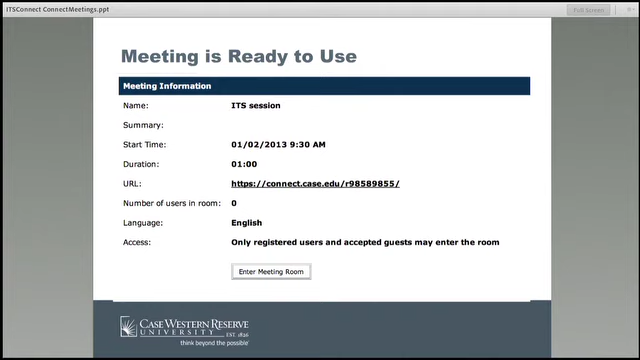 ITSConnect ConnectMeetings.ppt
Full Screen
Meeting is Ready to Use
Meeting Information
Name: ITS session
Summary:
Start Time: 01/02/2013 9:30 AM
Duration: 01:00
URL: https://connect.case.edu/r98589855/
Number of users in room: 0
Language: English
Access: Only registered users and accepted guests may enter the room
Enter Meeting Room
CASE WESTERN RESERVE
UNIVERSITY EST. 1826
think beyond the possible